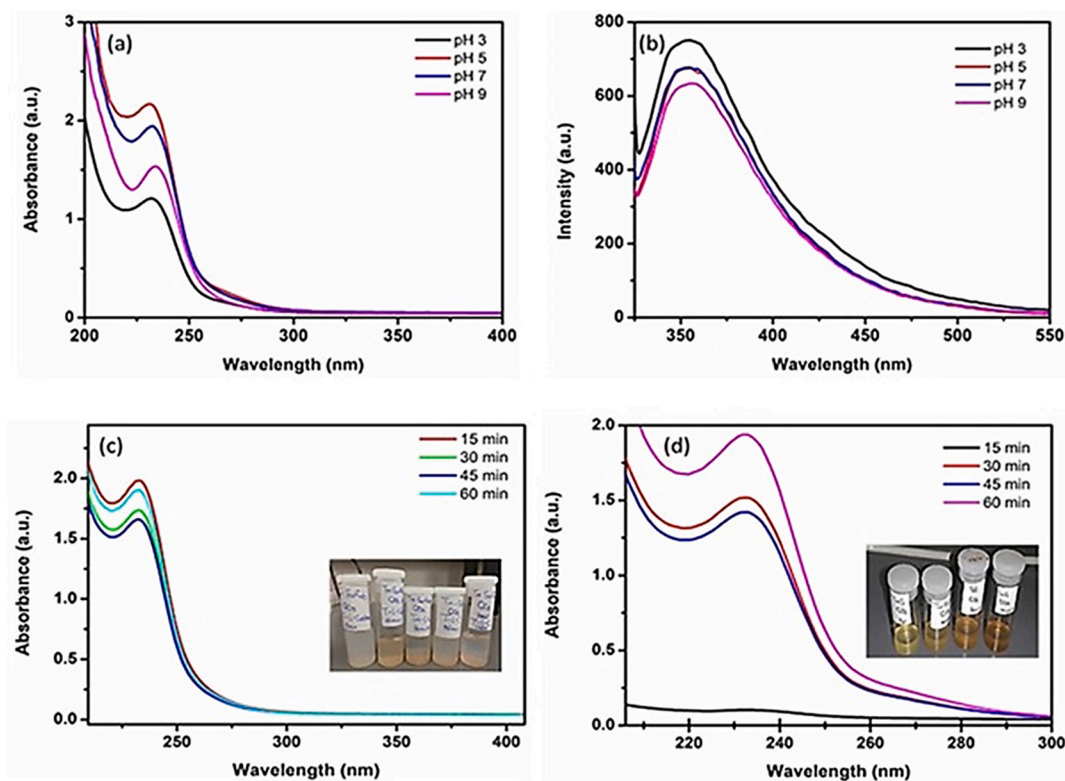 (a)
pH 3
pH 5
pH 7
pH 9
3
2
1
0
Absorbance (a.u.)
200 250 300 350 400
Wavelength (nm)
(b)
pH 3
pH 5
pH 7
pH 9
800
600
400
200
0
Intensity (a.u.)
350 400 450 500 550
Wavelength (nm)
(c)
15 min
30 min
45 min
60 min
2.0
1.5
1.0
0.5
0.0
Absorbance (a.u.)
250 300 350 400
Wavelength (nm)
(d)
15 min
30 min
45 min
60 min
2.0
1.5
1.0
0.5
0.0
Absorbance (a.u.)
220 240 260 280 300
Wavelength (nm)